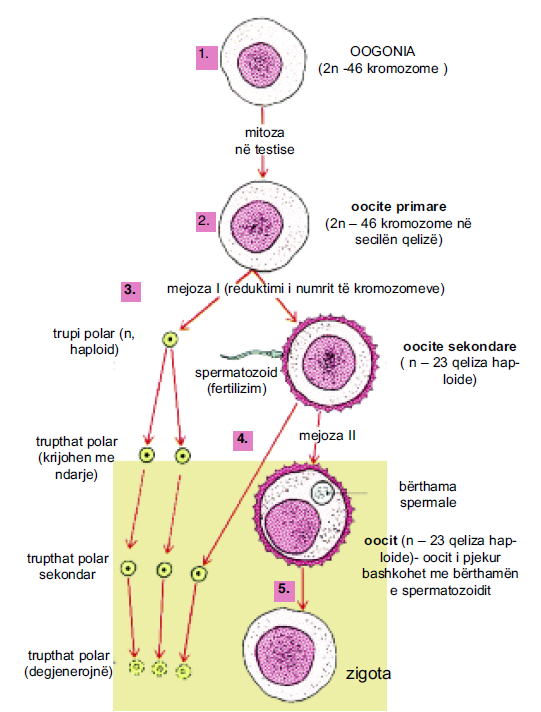 1.
OOGONIA
(2n -46 kromozome )
mitoza
në testise
2.
oocite primare
(2n – 46 kromozome në
secilën qelizë)
3.
mejoza I (reduktimi i numrit të kromozomeve)
trupi polar (n,
haploid)
spermatozoid
(fertilizim)
oocite sekondare
( n – 23 qeliza hap-
loide)
4.
mejoza II
trupthat polar
(krijohen me
ndarje)
bërthama
spermale
oocit (n – 23 qeliza hap-
loide)- oocit i pjekur
bashkohet me bërthamën
e spermatozoidit
trupthat polar
sekondar
5.
trupthat polar
(degjenerojnë)
zigota